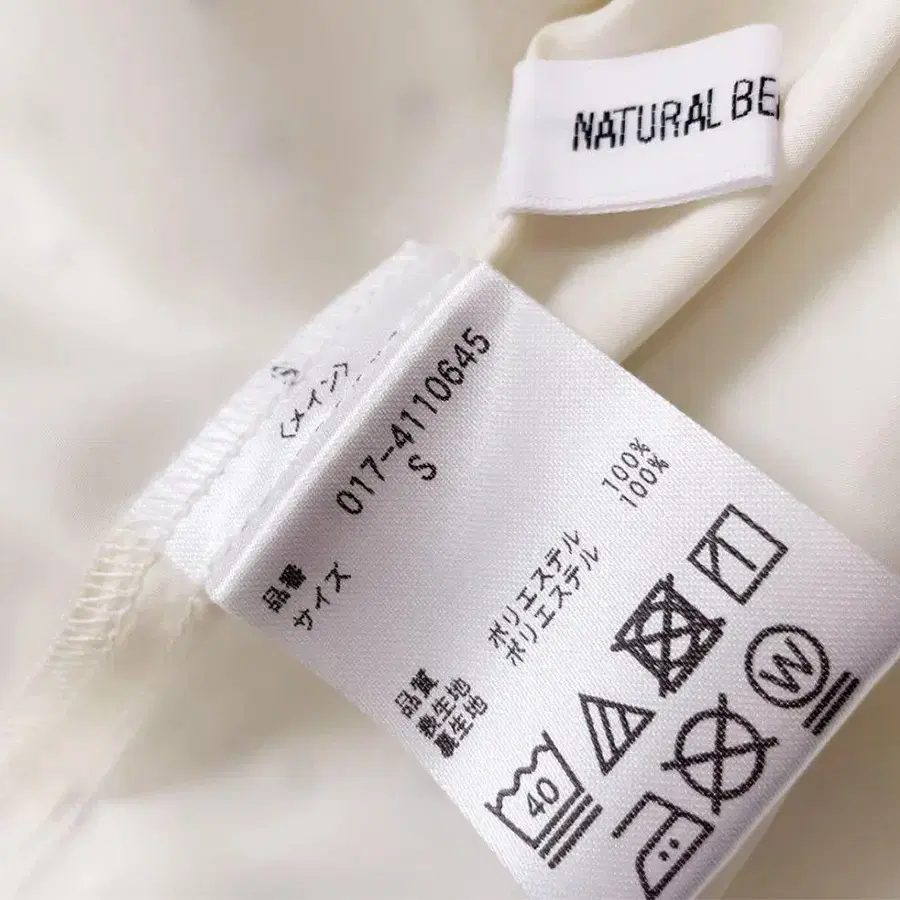 NATURAL BE
S
〈メイン〉
品番 017-4110645
サイズ S
品質
表生地 ポリエステル 100%
裏生地 ポリエステル 100%
40
W